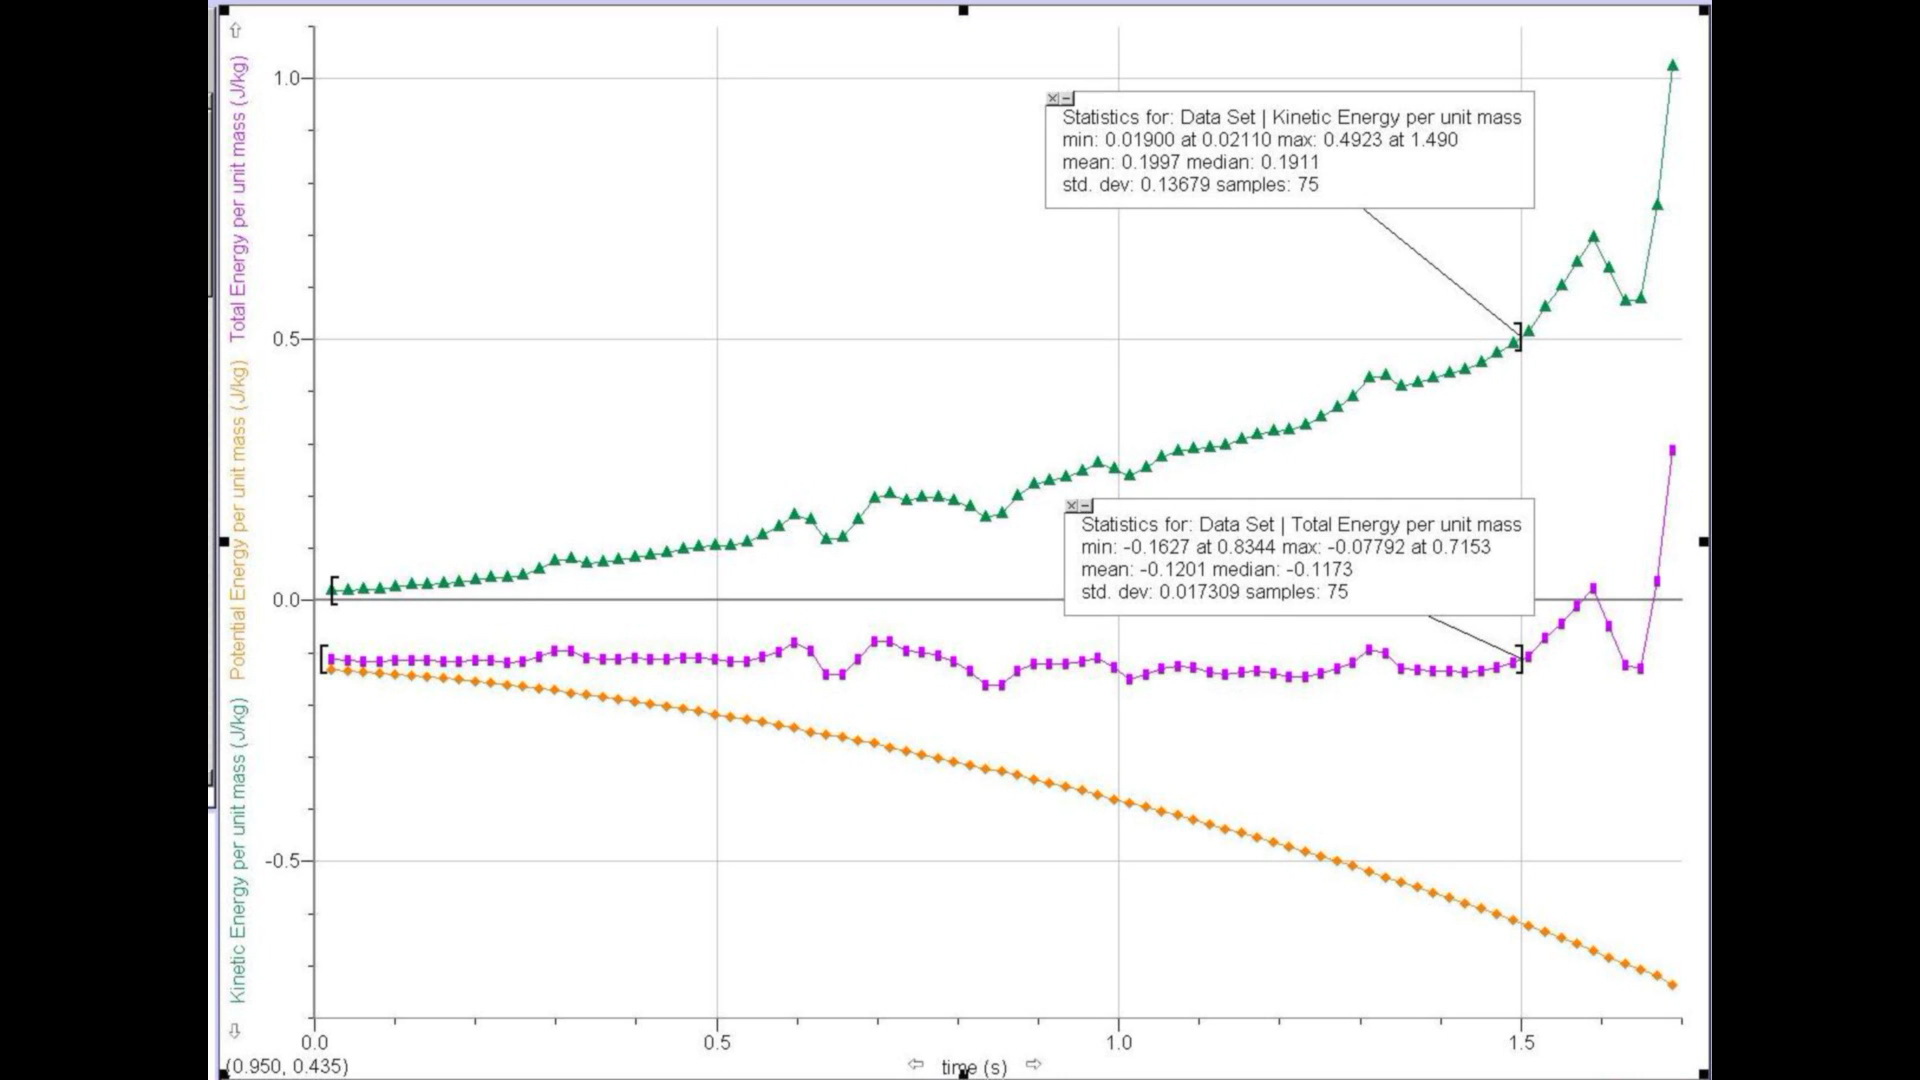 Total Energy per unit mass (J/kg)
Potential Energy per unit mass (J/kg)
Kinetic Energy per unit mass (J/kg)
1.0
0.5
0.0
-0.5
Statistics for: Data Set | Kinetic Energy per unit mass
min: 0.01900 at 0.02110 max: 0.4923 at 1.490
mean: 0.1997 median: 0.1911
std. dev: 0.13679 samples: 75
Statistics for: Data Set | Total Energy per unit mass
min: -0.1627 at 0.8344 max: -0.07792 at 0.7153
mean: -0.1201 median: -0.1173
std. dev: 0.017309 samples: 75
0.0 0.5 1.0 1.5
(0.950, 0.435) time (s)